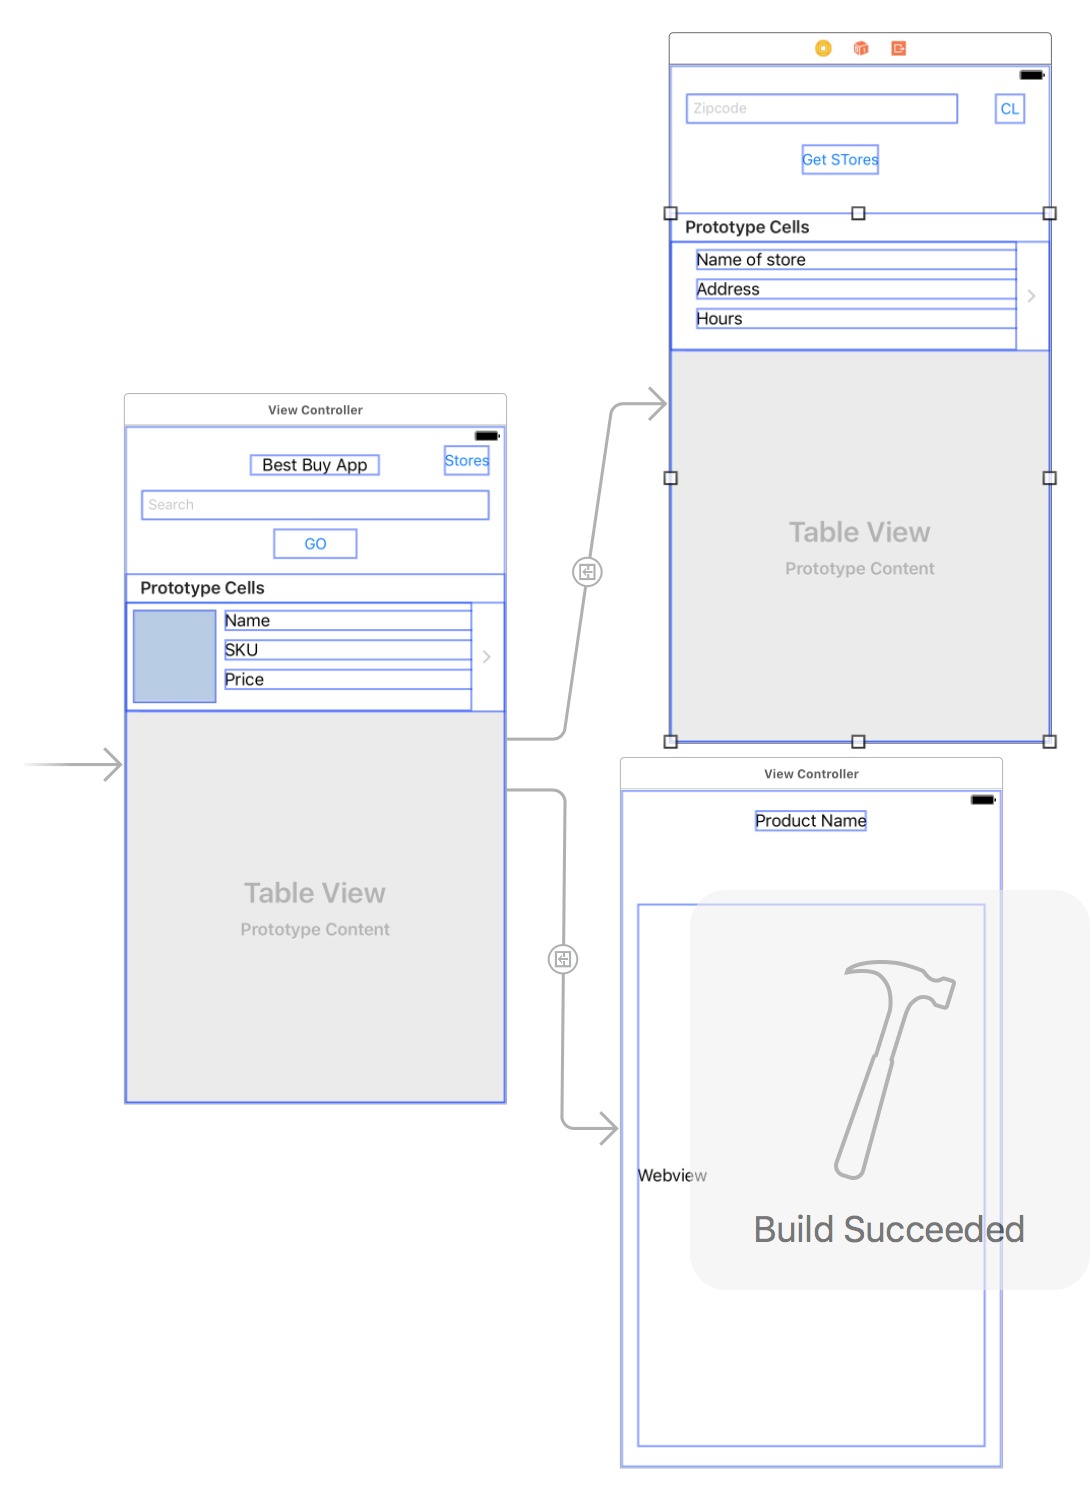 Zipcode
CL
Get STores
Prototype Cells
Name of store
Address
Hours
Table View
Prototype Content
View Controller
Best Buy App
Stores
Search
GO
Prototype Cells
Name
SKU
Price
Table View
Prototype Content
View Controller
Product Name
Webview
Build Succeeded